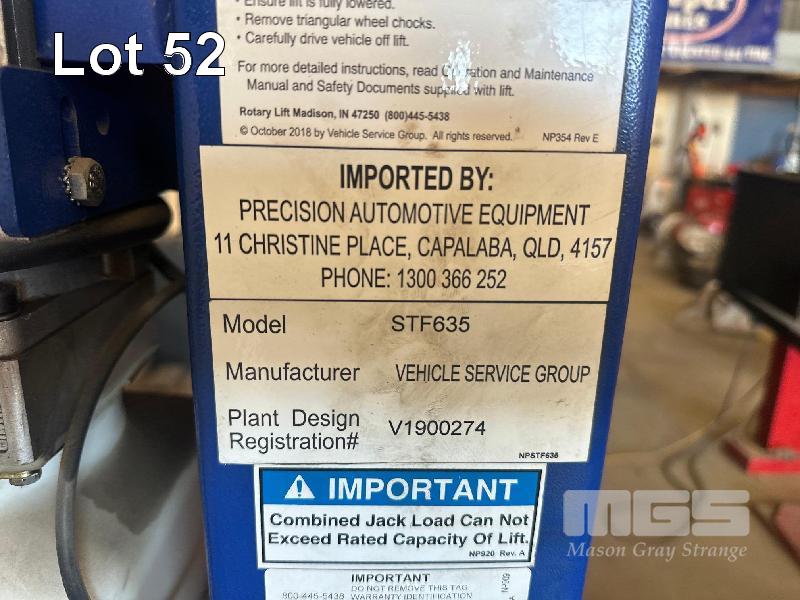 • Ensure lift is fully lowered.
Lot 52
• Remove triangular wheel chocks.
• Carefully drive vehicle off lift.
For more detailed instructions, read Operation and Maintenance
Manual and Safety Documents supplied with lift.
Rotary Lift Madison, IN 47250 (800)445-5438
© October 2018 by Vehicle Service Group. All rights reserved.
NP354 Rev E
IMPORTED BY:
PRECISION AUTOMOTIVE EQUIPMENT
11 CHRISTINE PLACE, CAPALABA, QLD, 4157
PHONE: 1300 366 252
Model STF635
Manufacturer VEHICLE SERVICE GROUP
Plant Design
Registration# V1900274
NPSTF635
IMPORTANT
Combined Jack Load Can Not
Exceed Rated Capacity Of Lift.
NP920 Rev. A
MGS
Mason Gray Strange
IMPORTANT
DO NOT REMOVE THIS TAG
800-445-5438 WARRANTY IDENTIFICATION